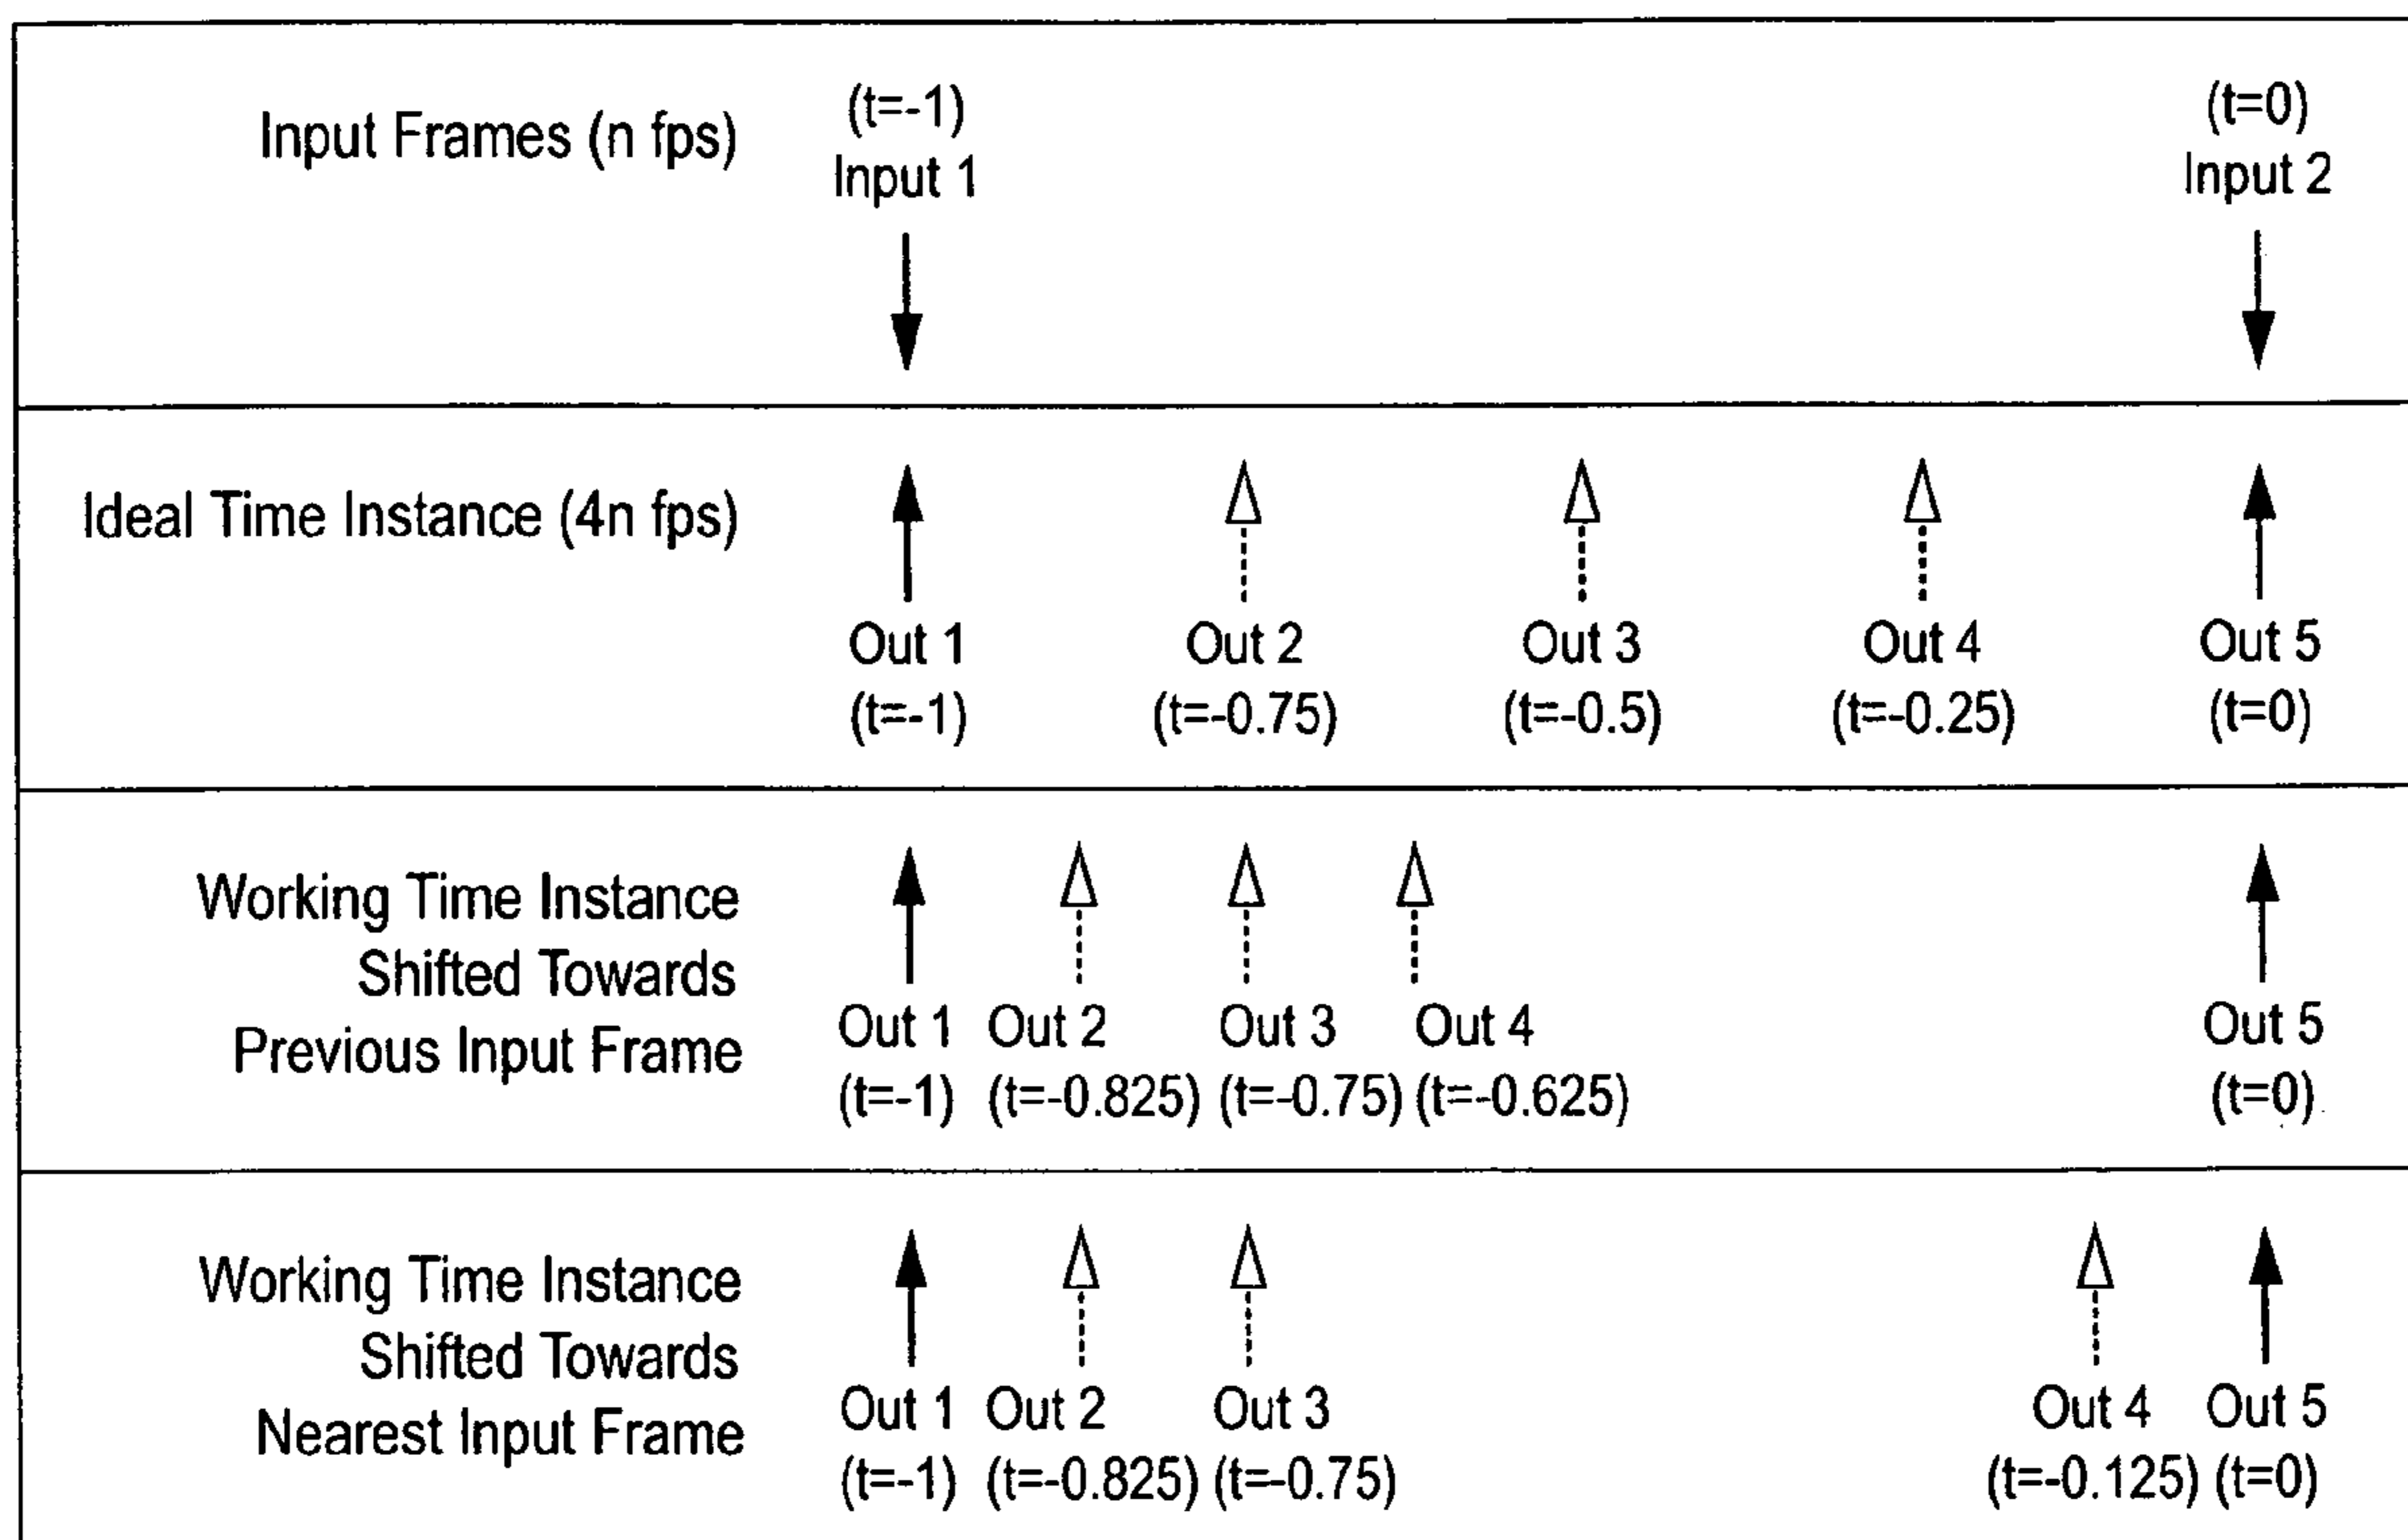 Input Frames (n fps)
(t=-1)
Input 1
(t=0)
Input 2
Ideal Time Instance (4n fps)
Out 1
(t=-1)
Out 2
(t=-0.75)
Out 3
(t=-0.5)
Out 4
(t=-0.25)
Out 5
(t=0)
Working Time Instance
Shifted Towards
Previous Input Frame
Out 1
(t=-1)
Out 2
(t=-0.825)
Out 3
(t=-0.75)
Out 4
(t=-0.625)
Out 5
(t=0)
Working Time Instance
Shifted Towards
Nearest Input Frame
Out 1
(t=-1)
Out 2
(t=-0.825)
Out 3
(t=-0.75)
Out 4
(t=-0.125)
Out 5
(t=0)